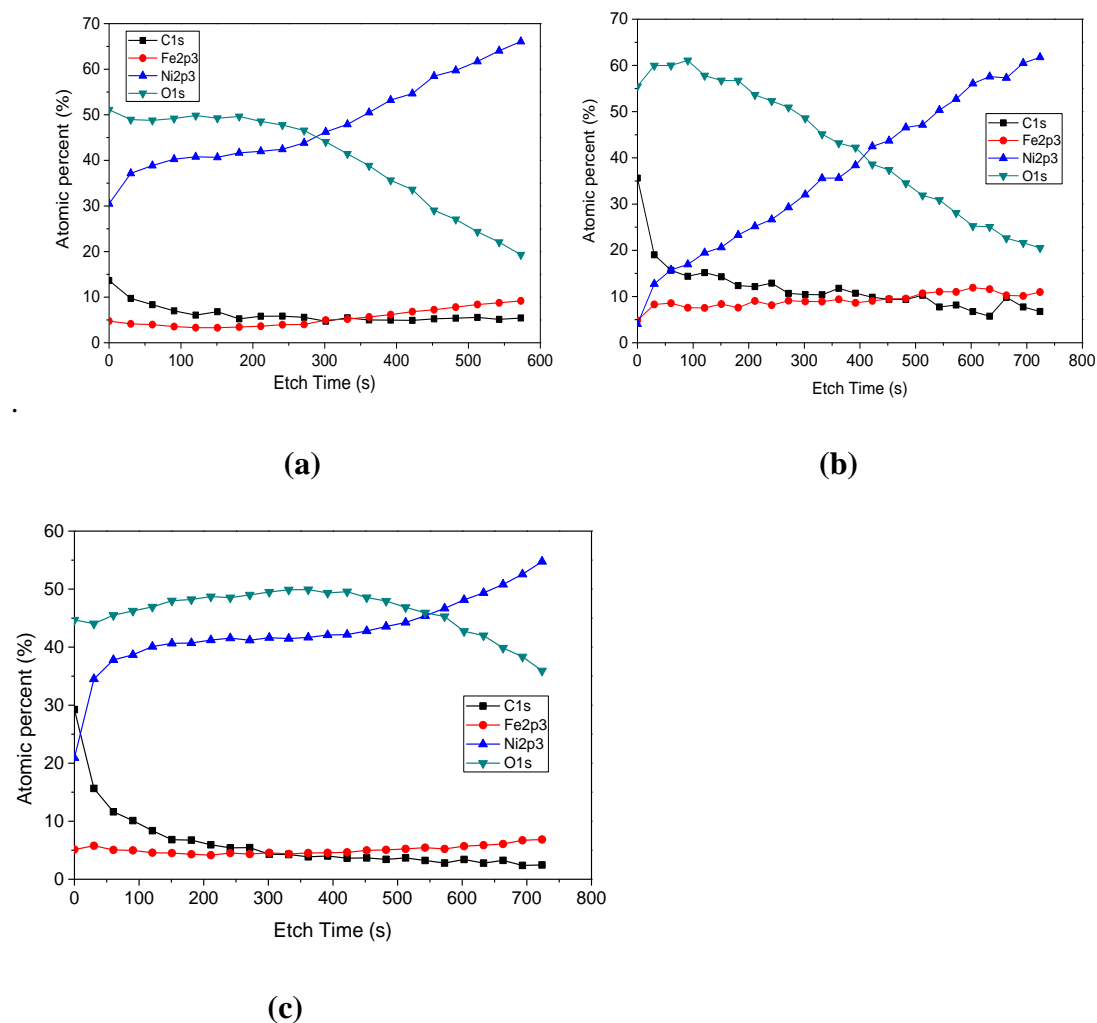 70
60
50
40
30
20
10
0
Atomic percent (%)
C1s
Fe2p3
Ni2p3
O1s
0 100 200 300 400 500 600
Etch Time (s)
.
(a)
70
60
50
40
30
20
10
0
Atomic percent (%)
C1s
Fe2p3
Ni2p3
O1s
0 100 200 300 400 500 600 700 800
Etch Time (s)
(b)
60
50
40
30
20
10
0
Atomic percent (%)
C1s
Fe2p3
Ni2p3
O1s
0 100 200 300 400 500 600 700 800
Etch Time (s)
(c)